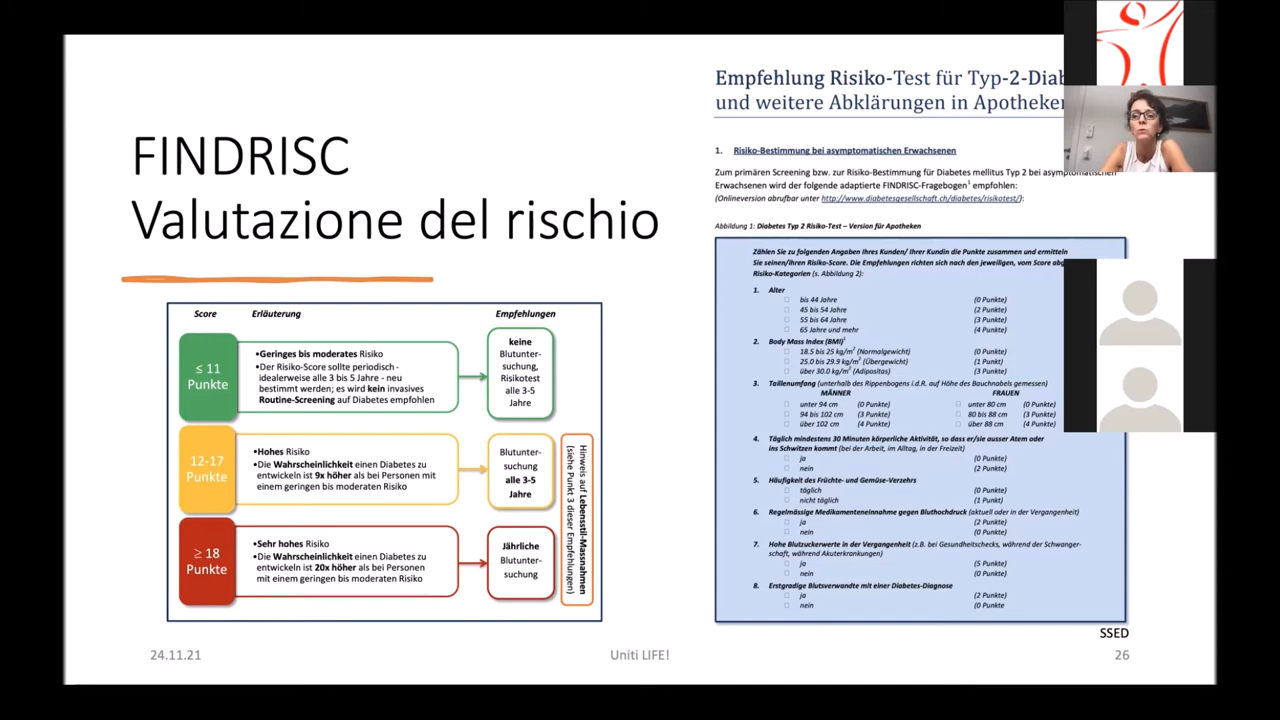 FINDRISC
Valutazione del rischio
Score
Erläuterung
Empfehlungen
≤ 11
Punkte
•Geringes bis moderates Risiko
•Der Risiko-Score sollte periodisch -
idealerweise alle 3 bis 5 Jahre - neu
bestimmt werden; es wird kein invasives
Routine-Screening auf Diabetes empfohlen
keine
Blutunter-
suchung,
Risikotest
alle 3-5
Jahre
12-17
Punkte
•Hohes Risiko
•Die Wahrscheinlichkeit einen Diabetes zu
entwickeln ist 9x höher als bei Personen mit
einem geringen bis moderaten Risiko
Blutunter-
suchung
alle 3-5
Jahre
≥ 18
Punkte
•Sehr hohes Risiko
•Die Wahrscheinlichkeit einen Diabetes zu
entwickeln ist 20x höher als bei Personen
mit einem geringen bis moderaten Risiko
Jährliche
Blutunter-
suchung
Hinweis auf Lebensstil-Massnahmen
(siehe Punkt 3 dieser Empfehlungen)
Empfehlung Risiko-Test für Typ-2-Diab
und weitere Abklärungen in Apotheken
1. Risiko-Bestimmung bei asymptomatischen Erwachsenen
Zum primären Screening bzw. zur Risiko-Bestimmung für Diabetes mellitus Typ 2 bei asymptomatischen
Erwachsenen wird der folgende adaptierte FINDRISC-Fragebogen1 empfohlen:
(Onlineversion abrufbar unter http://www.diabetesgesellschaft.ch/diabetes/risikotest/):
Abbildung 1: Diabetes Typ 2 Risiko-Test – Version für Apotheken
Zählen Sie zu folgenden Angaben Ihres Kunden/ Ihrer Kundin die Punkte zusammen und ermitteln
Sie seinen/ihren Risiko-Score. Die Empfehlungen richten sich nach den jeweiligen, vom Score abg
Risiko-Kategorien (s. Abbildung 2):
1. Alter
bis 44 Jahre (0 Punkte)
45 bis 54 Jahre (2 Punkte)
55 bis 64 Jahre (3 Punkte)
65 Jahre und mehr (4 Punkte)
2. Body Mass Index (BMI)1
18.5 bis 25 kg/m2 (Normalgewicht) (0 Punkte)
25.0 bis 29.9 kg/m2 (Übergewicht) (1 Punkt)
über 30.0 kg/m2 (Adipositas) (3 Punkte)
3. Taillenumfang (unterhalb des Rippenbogens i.d.R. auf Höhe des Bauchnabels gemessen)
MÄNNER FRAUEN
unter 94 cm (0 Punkte) unter 80 cm (0 Punkte)
94 bis 102 cm (3 Punkte) 80 bis 88 cm (3 Punkte)
über 102 cm (4 Punkte) über 88 cm (4 Punkte)
4. Täglich mindestens 30 Minuten körperliche Aktivität, so dass er/sie ausser Atem oder
ins Schwitzen kommt (bei der Arbeit, im Alltag, in der Freizeit)
ja (0 Punkte)
nein (2 Punkte)
5. Häufigkeit des Früchte- und Gemüse-Verzehrs
täglich (0 Punkte)
nicht täglich (1 Punkt)
6. Regelmässige Medikamenteneinnahme gegen Bluthochdruck (aktuell oder in der Vergangenheit)
ja (2 Punkte)
nein (0 Punkte)
7. Hohe Blutzuckerwerte in der Vergangenheit (z.B. bei Gesundheitschecks, während der Schwanger-
schaft, während Akuterkrankungen)
ja (5 Punkte)
nein (0 Punkte)
8. Erstgradige Blutsverwandte mit einer Diabetes-Diagnose
ja (2 Punkte)
nein (0 Punkte
SSED
24.11.21
Uniti LIFE!
26